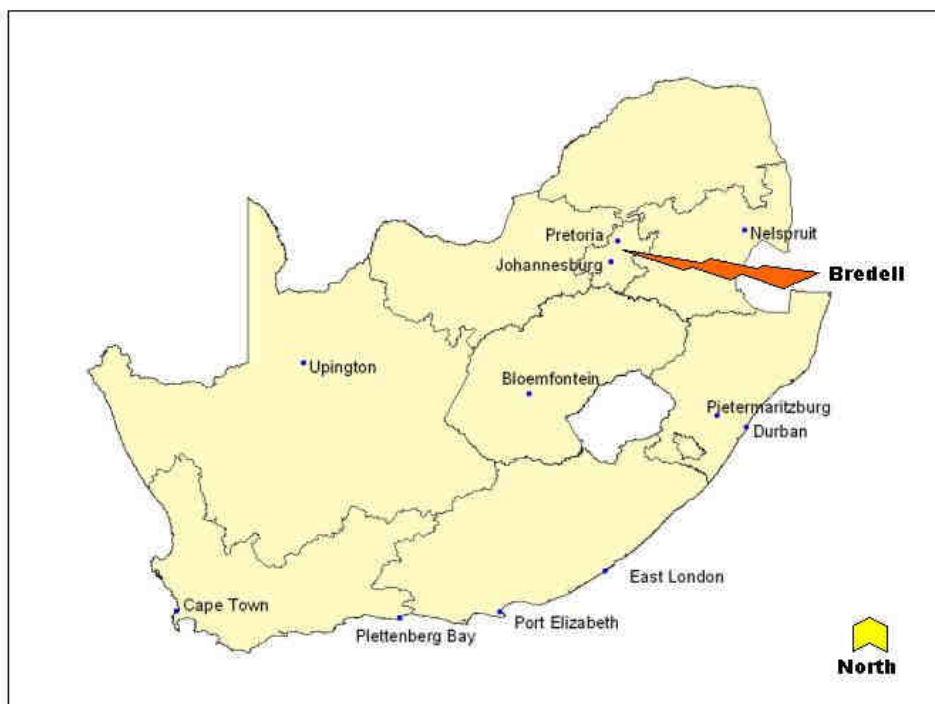 Pretoria
Nelspruit
Johannesburg
Bredell
Upington
Bloemfontein
Pietermaritzburg
Durban
East London
Cape Town
Port Elizabeth
Plettenberg Bay
North